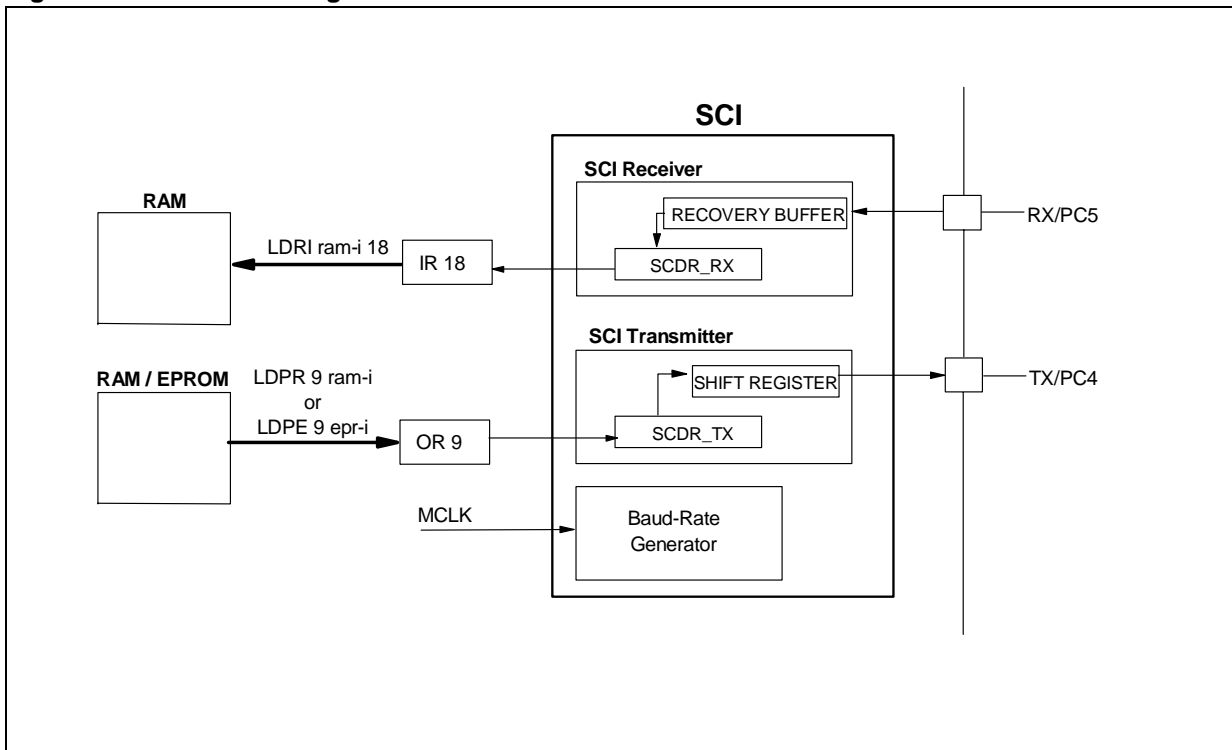 SCI
SCI Receiver
RAM
RECOVERY BUFFER
RX/PC5
LDRI ram-i 18
IR 18
SCDR_RX
SCI Transmitter
RAM / EPROM
LDPR 9 ram-i
or
LDPE 9 epr-i
SHIFT REGISTER
TX/PC4
OR 9
SCDR_TX
MCLK
Baud-Rate
Generator